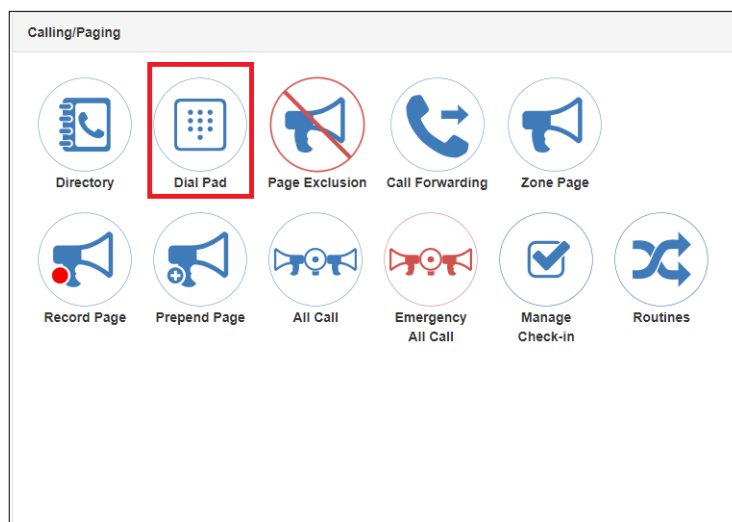 Calling/Paging
Directory
Dial Pad
Page Exclusion
Call Forwarding
Zone Page
Record Page
Prepend Page
All Call
Emergency
All Call
Manage
Check-in
Routines